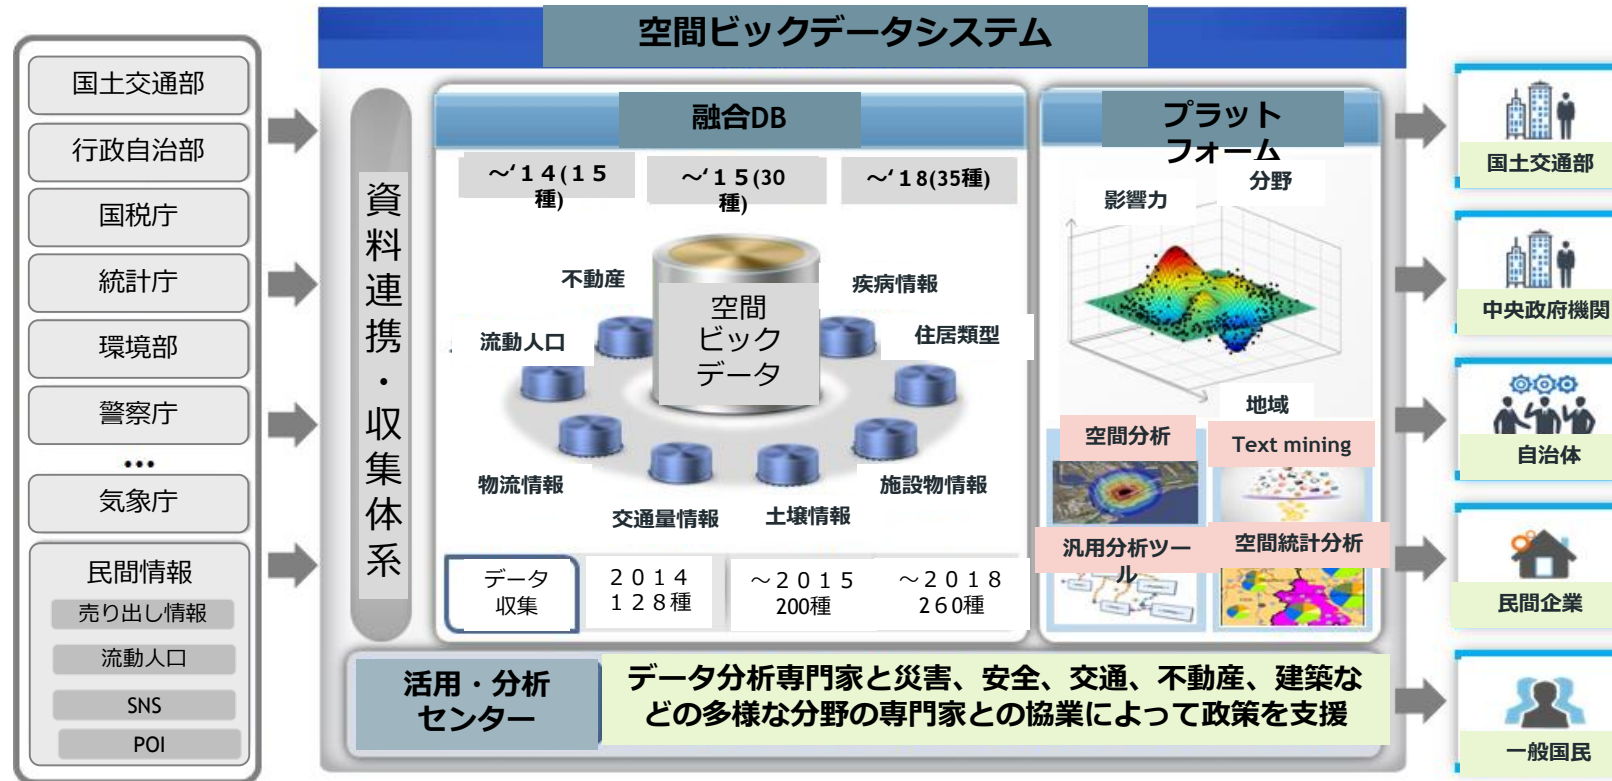 空間ビックデータシステム
国土交通部
行政自治部
国税庁
統計庁
環境部
警察庁
•••
気象庁
民間情報
売り出し情報
流動人口
SNS
POI
資料連携・収集体系
融合DB
～‘１４(１５
種)
～‘１５(30
種)
～‘１８(35種)
空間
ビック
データ
不動産
疾病情報
流動人口
住居類型
物流情報
施設物情報
交通量情報
土壌情報
データ
収集
２０１４
１２８種
～２０１５
200種
～２０１８
２６0種
プラット
フォーム
分野
影響力
地域
空間分析
Text mining
汎用分析ツー
ル
空間統計分析
活用・分析
センター
データ分析専門家と災害、安全、交通、不動産、建築な
どの多様な分野の専門家との協業によって政策を支援
国土交通部
中央政府機関
自治体
民間企業
一般国民